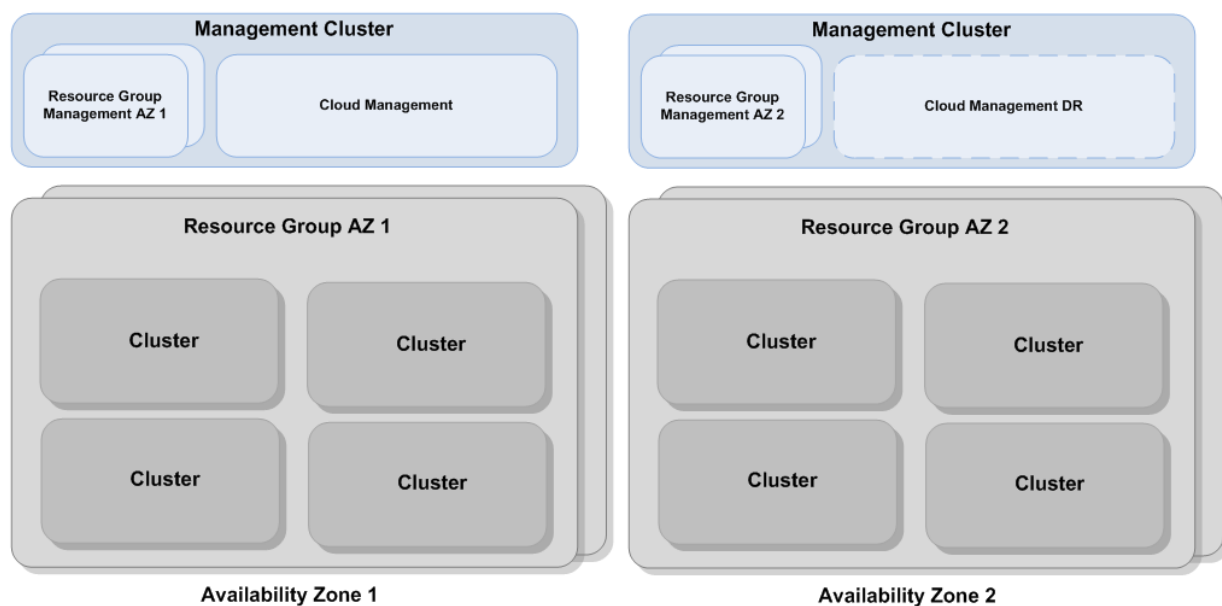 Management Cluster
Resource Group
Management AZ 1
Cloud Management
Resource Group AZ 1
Cluster
Cluster
Cluster
Cluster
Availability Zone 1
Management Cluster
Resource Group
Management AZ 2
Cloud Management DR
Resource Group AZ 2
Cluster
Cluster
Cluster
Cluster
Availability Zone 2